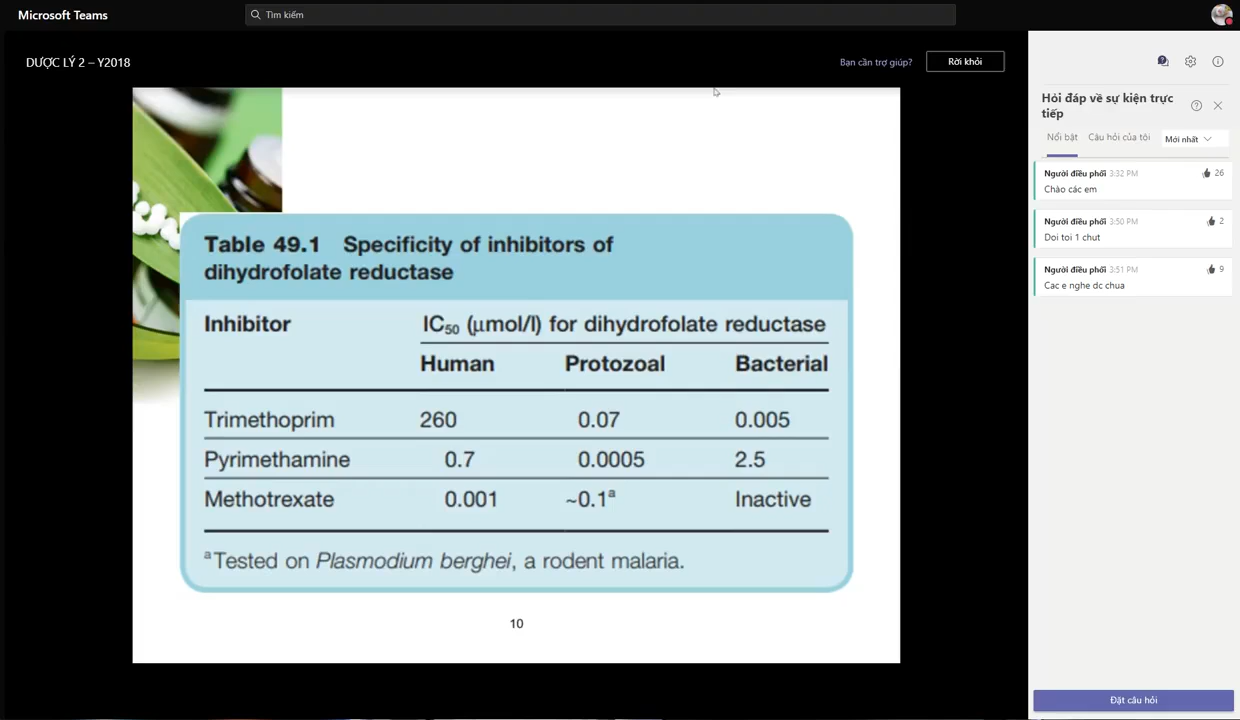 Microsoft Teams
Tìm kiếm
DƯỢC LÝ 2 – Y2018
Bạn cần trợ giúp?
Rời khỏi
Table 49.1 Specificity of inhibitors of
dihydrofolate reductase
Inhibitor IC50 (μmol/l) for dihydrofolate reductase
Human Protozoal Bacterial
Trimethoprim 260 0.07 0.005
Pyrimethamine 0.7 0.0005 2.5
Methotrexate 0.001 ~0.1a Inactive
aTested on Plasmodium berghei, a rodent malaria.
10
Hỏi đáp về sự kiện trực
tiếp
Nổi bật Câu hỏi của tôi Mới nhất
Người điều phối 3:32 PM 26
Chào các em
Người điều phối 3:50 PM 2
Doi toi 1 chut
Người điều phối 3:51 PM 9
Cac e nghe dc chua
Đặt câu hỏi